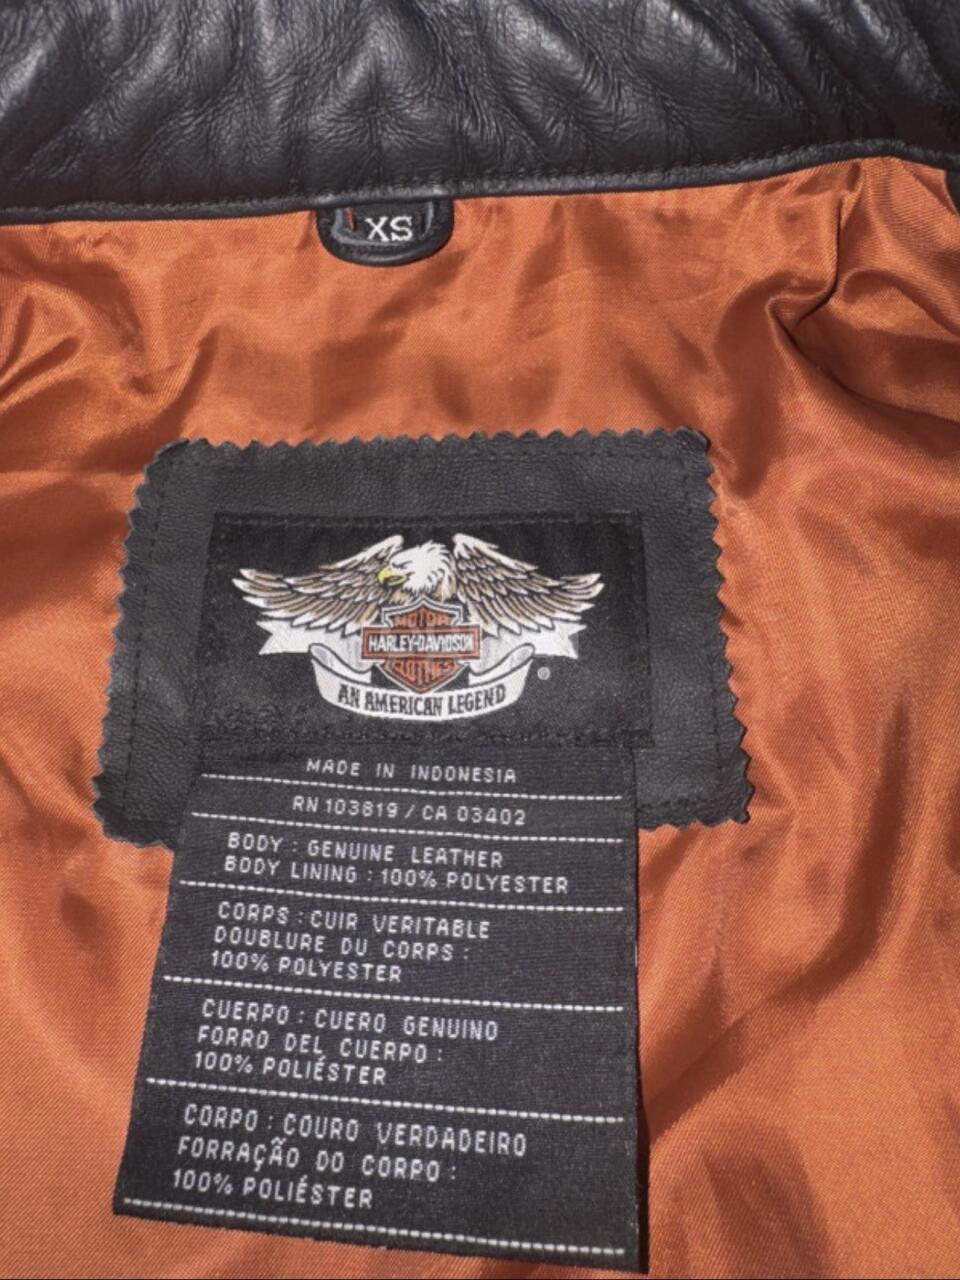 XS
MOTOR
HARLEY-DAVIDSON
CLOTHES
®
AN AMERICAN LEGEND
MADE IN INDONESIA
RN 103819 / CA 03402
BODY : GENUINE LEATHER
BODY LINING : 100% POLYESTER
CORPS : CUIR VERITABLE
DOUBLURE DU CORPS :
100% POLYESTER
CUERPO : CUERO GENUINO
FORRO DEL CUERPO :
100% POLIÉSTER
CORPO : COURO VERDADEIRO
FORRAÇÃO DO CORPO :
100% POLIÉSTER